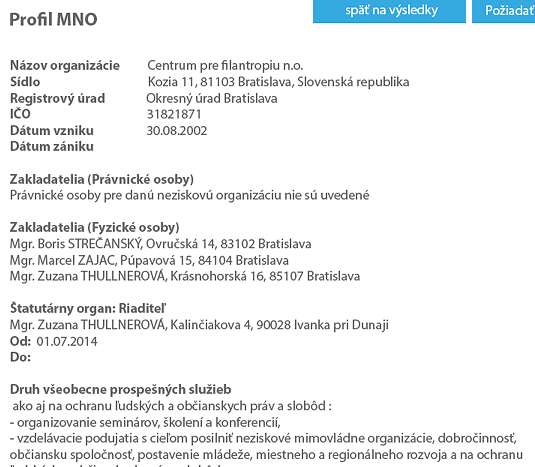 späť na výsledky
Požiadať
Profil MNO
Názov organizácie Centrum pre filantropiu n.o.
Sídlo Kozia 11, 81103 Bratislava, Slovenská republika
Registrový úrad Okresný úrad Bratislava
IČO 31821871
Dátum vzniku 30.08.2002
Dátum zániku
Zakladatelia (Právnické osoby)
Právnické osoby pre danú neziskovú organizáciu nie sú uvedené
Zakladatelia (Fyzické osoby)
Mgr. Boris STREČANSKÝ, Ovručská 14, 83102 Bratislava
Mgr. Marcel ZAJAC, Púpavová 15, 84104 Bratislava
Mgr. Zuzana THULLNEROVÁ, Krásnohorská 16, 85107 Bratislava
Štatutárny organ: Riaditeľ
Mgr. Zuzana THULLNEROVÁ, Kalinčiakova 4, 90028 Ivanka pri Dunaji
Od: 01.07.2014
Do:
Druh všeobecne prospešných služieb
ako aj na ochranu ľudských a občianskych práv a slobôd :
- organizovanie seminárov, školení a konferencií,
- vzdelávacie podujatia s cieľom posilniť neziskové mimovládne organizácie, dobročinnosť,
občiansku spoločnosť, postavenie mládeže, miestneho a regionálneho rozvoja a na ochranu